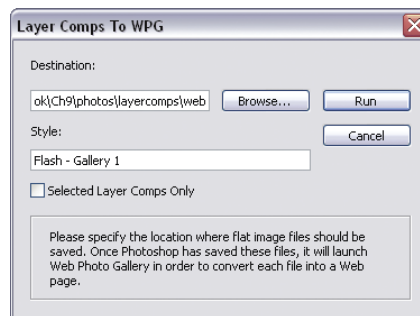 Layer Comps To WPG
Destination:
ok\Ch9\photos\layercomps\web
Browse...
Run
Style:
Cancel
Flash - Gallery 1
Selected Layer Comps Only
Please specify the location where flat image files should be
saved. Once Photoshop has saved these files, it will launch
Web Photo Gallery in order to convert each file into a Web
page.